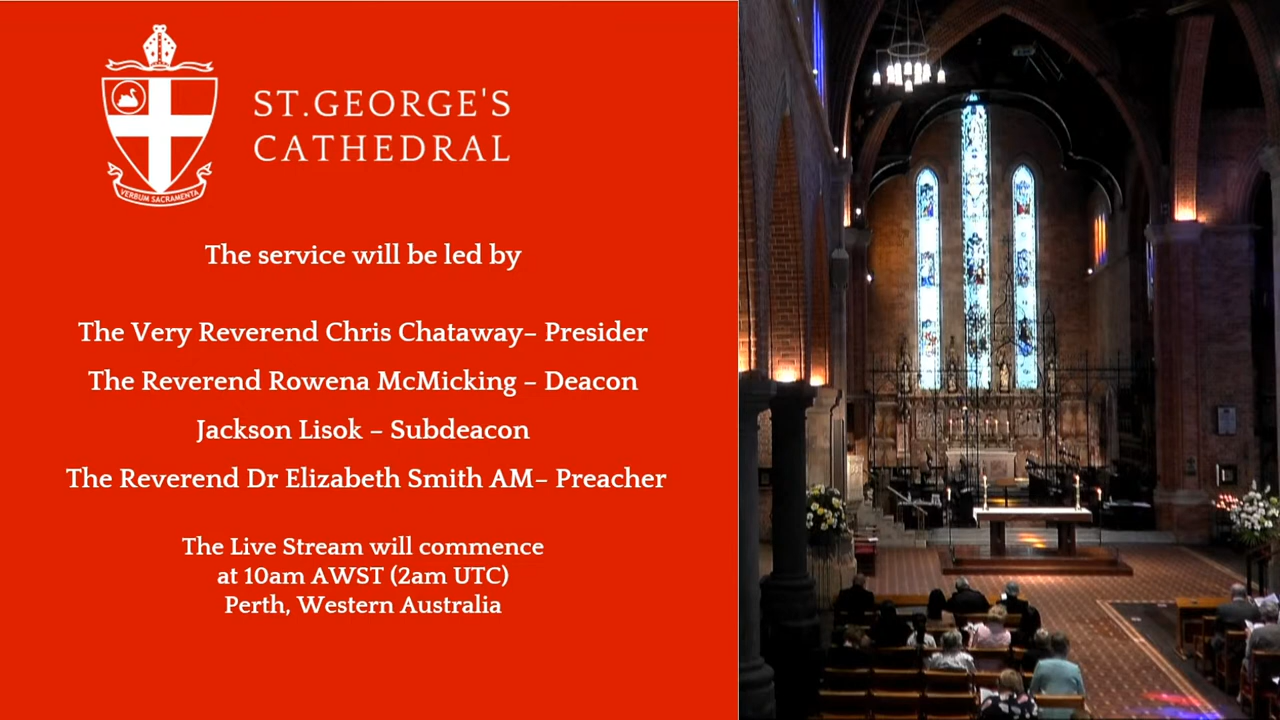 ST.GEORGE'S
CATHEDRAL
VERBUM SACRAMENTA
The service will be led by
The Very Reverend Chris Chataway– Presider
The Reverend Rowena McMicking – Deacon
Jackson Lisok – Subdeacon
The Reverend Dr Elizabeth Smith AM– Preacher
The Live Stream will commence
at 10am AWST (2am UTC)
Perth, Western Australia